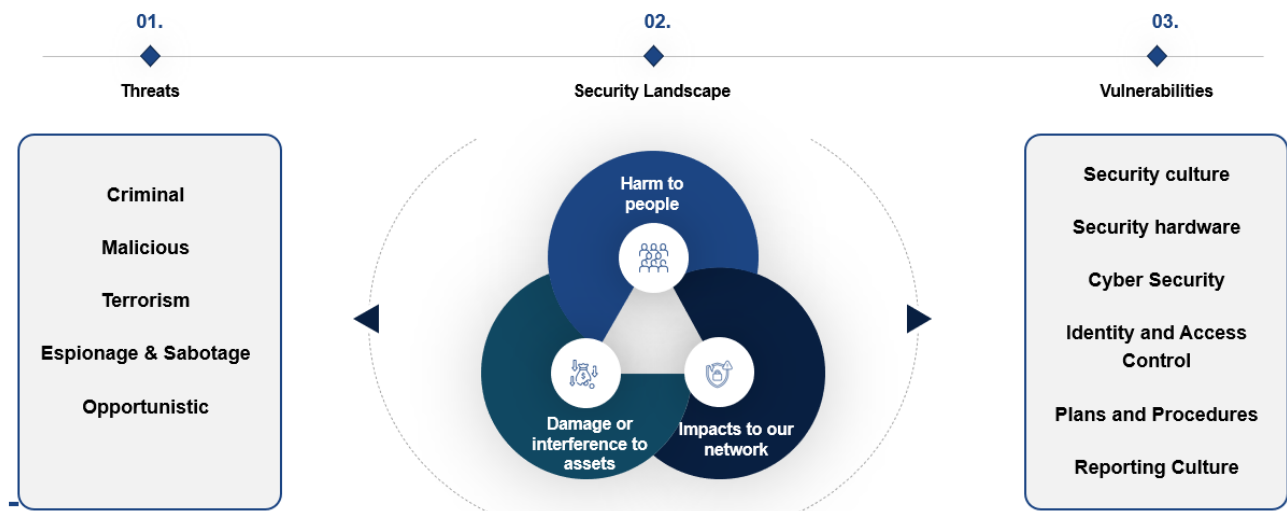 01.
02.
03.
Threats
Security Landscape
Vulnerabilities
Criminal
Malicious
Terrorism
Espionage & Sabotage
Opportunistic
Harm to
people
Damage or
interference to
assets
Impacts to our
network
Security culture
Security hardware
Cyber Security
Identity and Access
Control
Plans and Procedures
Reporting Culture